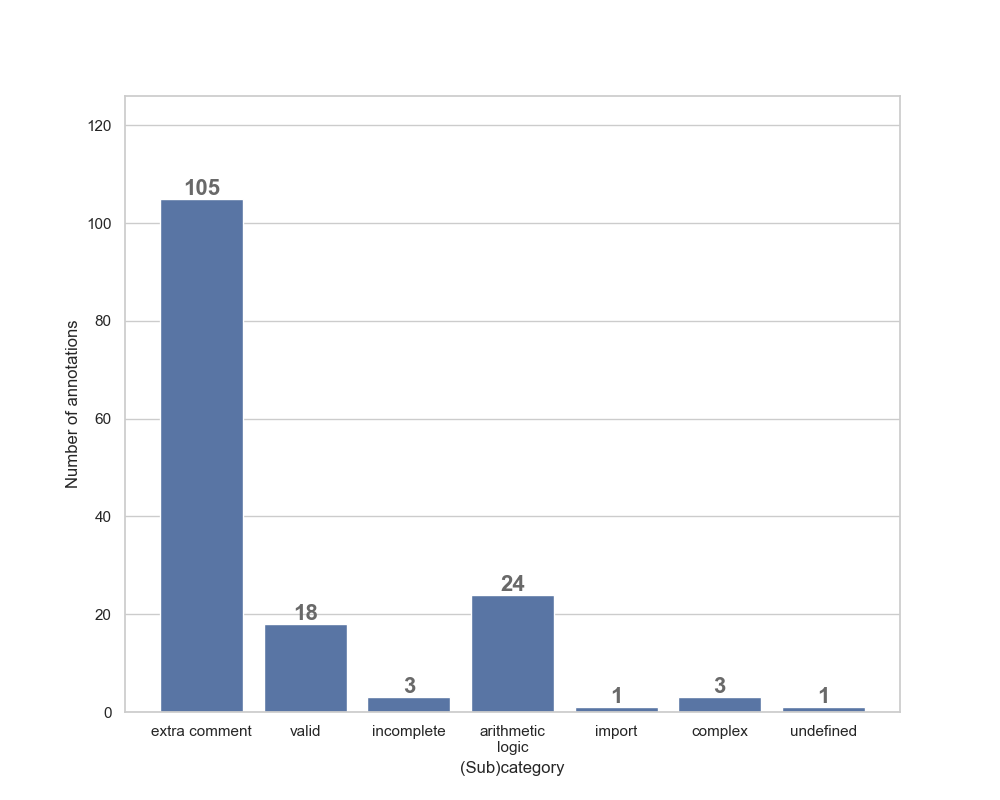 120
100
80
60
40
20
0
Number of annotations
105
18
3
24
1
3
1
extra comment
valid
incomplete
arithmetic
logic
import
complex
undefined
(Sub)category